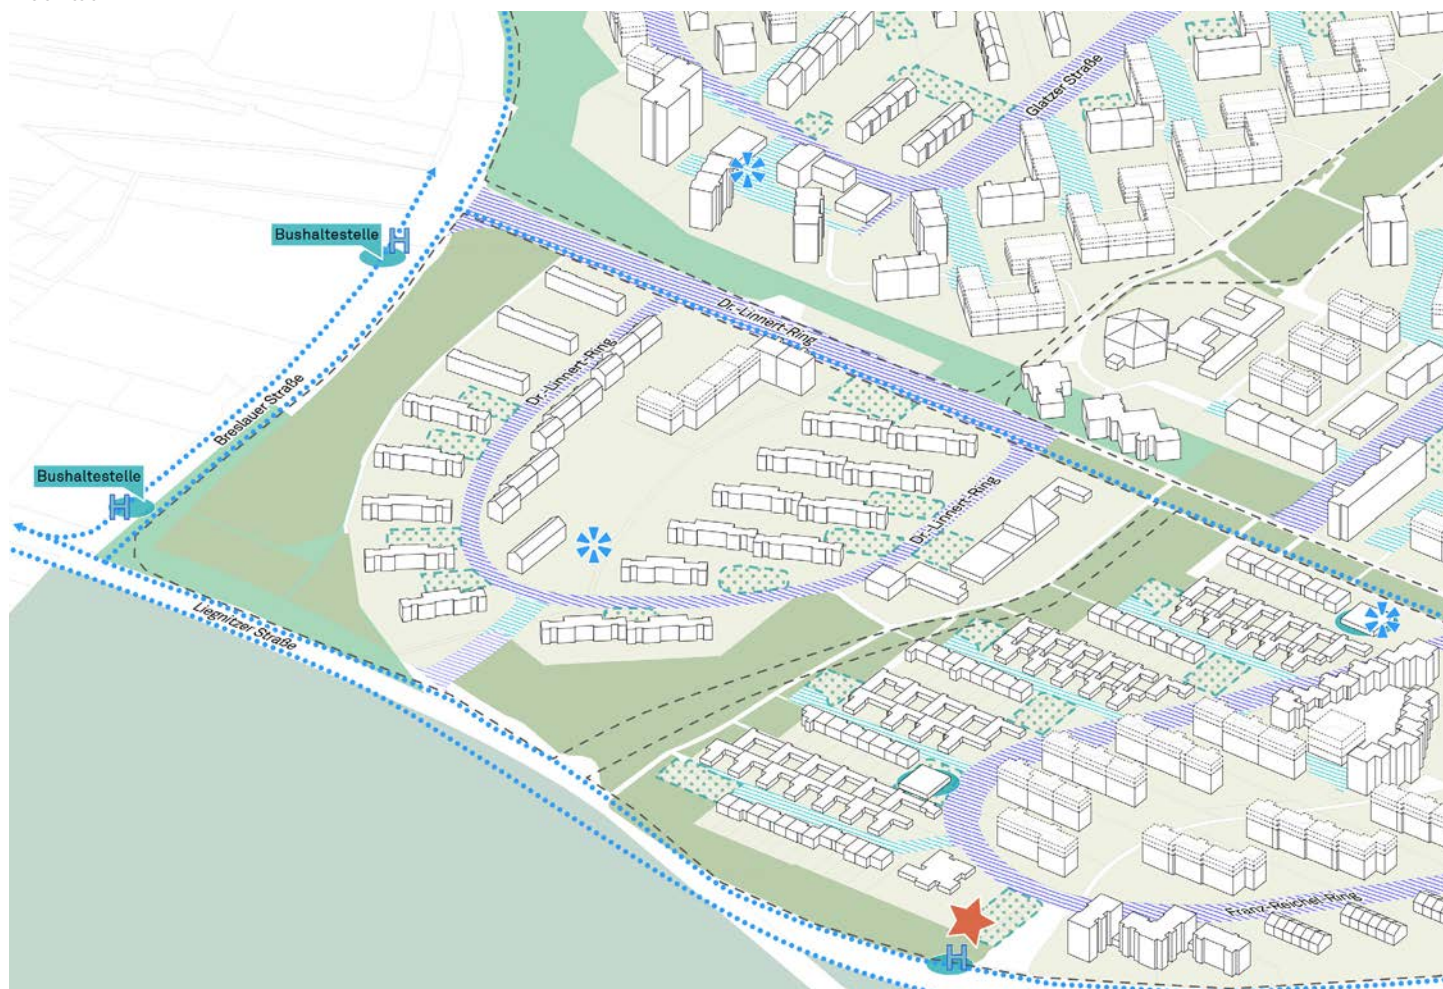 Glatzer Straße
Bushaltestelle
H
Dr.-Linnert-Ring
Dr.-Linnert-Ring
Breslauer Straße
Bushaltestelle
H
Dr.-Linnert-Ring
Liegnitzer Straße
Franz-Reichel-Ring
H